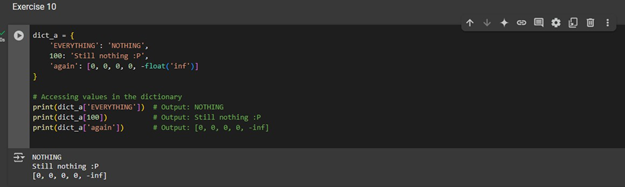 Exercise 10
dict_a = {
    'EVERYTHING': 'NOTHING',
    100: 'Still nothing :P',
    'again': [0, 0, 0, 0, -float('inf')]
}
# Accessing values in the dictionary
print(dict_a['EVERYTHING'])  # Output: NOTHING
print(dict_a[100])           # Output: Still nothing :P
print(dict_a['again'])       # Output: [0, 0, 0, 0, -inf]
NOTHING
Still nothing :P
[0, 0, 0, 0, -inf]